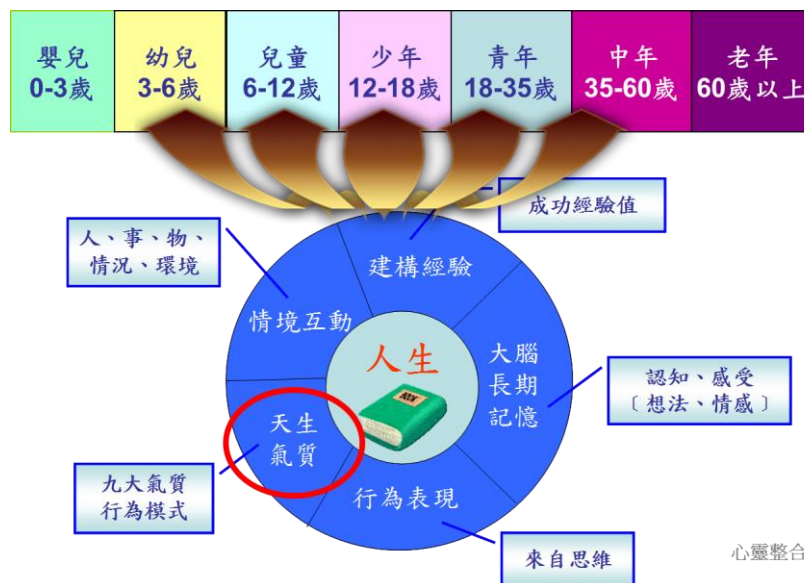 嬰兒
0-3歲
幼兒
3-6歲
兒童
6-12歲
少年
12-18歲
青年
18-35歲
中年
35-60歲
老年
60歲以上
成功經驗值
人、事、物、
情況、環境
建構經驗
情境互動
人生
大腦
長期
記憶
認知、感受
〔想法、情感〕
天生
氣質
九大氣質
行為模式
行為表現
來自思維
心靈整合